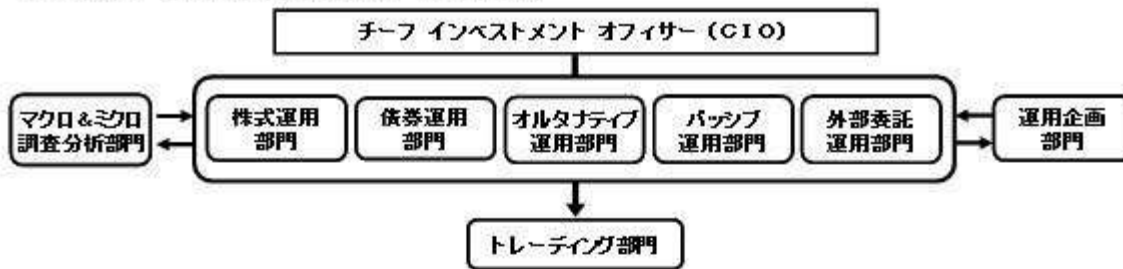 チーフ インベストメント オフィサー（ＣＩＯ）
マクロ＆ミクロ
調査分析部門
株式運用
部門
債券運用
部門
オルタナティブ
運用部門
パッシブ
運用部門
外部委託
運用部門
運用企画
部門
トレーディング部門